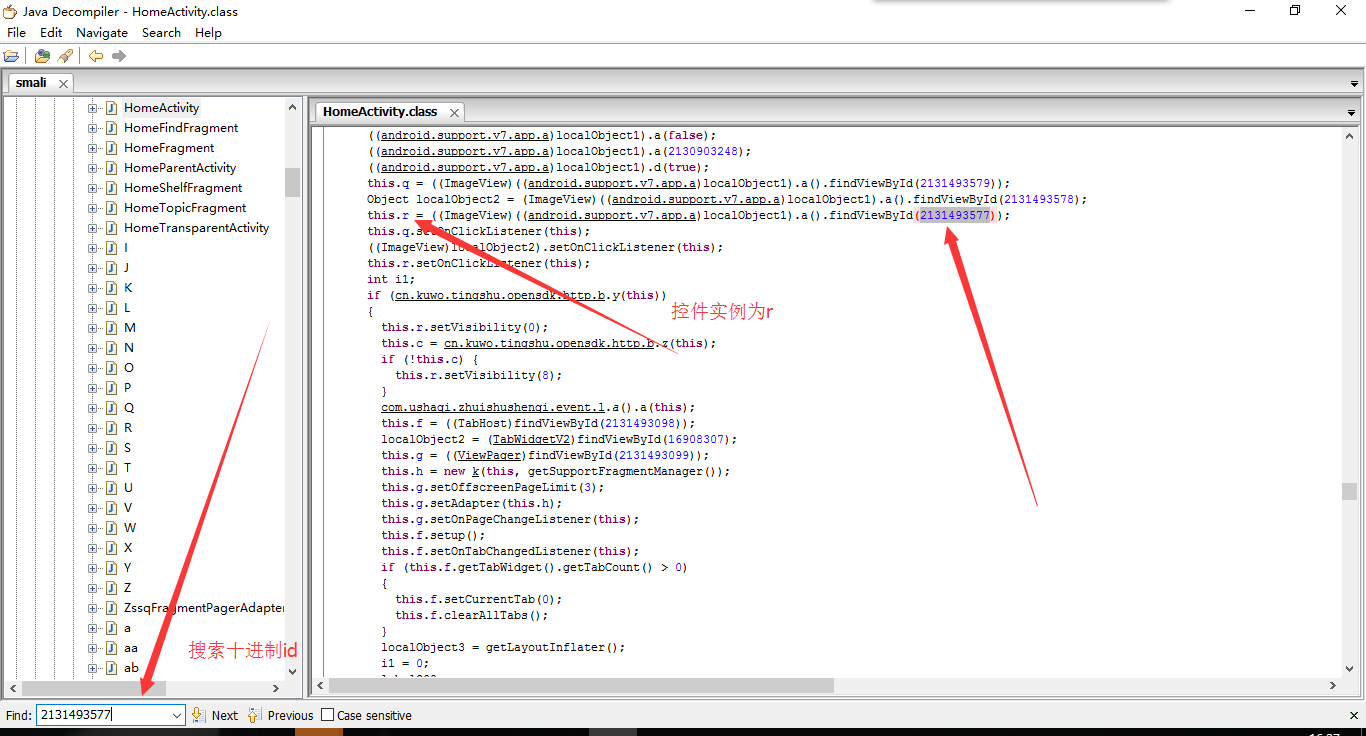 Java Decompiler - HomeActivity.class
File Edit Navigate Search Help
smali
HomeActivity
HomeFindFragment
HomeFragment
HomeParentActivity
HomeShelfFragment
HomeTopicFragment
HomeTransparentActivity
I
J
K
L
M
N
O
P
Q
R
S
T
U
V
W
X
Y
Z
ZssqFragmentPagerAdapter
a
aa
ab
搜索十进制id
HomeActivity.class
((android.support.v7.app.a)localObject1).a(false);
((android.support.v7.app.a)localObject1).a(2130903248);
((android.support.v7.app.a)localObject1).d(true);
this.q = ((ImageView)((android.support.v7.app.a)localObject1).a().findViewById(2131493579));
Object localObject2 = (ImageView)((android.support.v7.app.a)localObject1).a().findViewById(2131493578);
this.r = ((ImageView)((android.support.v7.app.a)localObject1).a().findViewById(2131493577));
this.q.setOnClickListener(this);
((ImageView)localObject2).setOnClickListener(this);
this.r.setOnClickListener(this);
int i1;
if (cn.kuwo.tingshu.opensdk.http.b.y(this))
{
this.r.setVisibility(0);
this.c = cn.kuwo.tingshu.opensdk.http.b.z(this);
if (!this.c) {
this.r.setVisibility(8);
}
com.ushaqi.zhuishushenqi.event.l.a().a(this);
this.f = ((TabHost)findViewById(2131493098));
localObject2 = (TabWidgetV2)findViewById(16908307);
this.g = ((ViewPager)findViewById(2131493099));
this.h = new k(this, getSupportFragmentManager());
this.g.setOffscreenPageLimit(3);
this.g.setAdapter(this.h);
this.g.setOnPageChangeListener(this);
this.f.setup();
this.f.setOnTabChangedListener(this);
if (this.f.getTabWidget().getTabCount() > 0)
{
this.f.setCurrentTab(0);
this.f.clearAllTabs();
}
localObject3 = getLayoutInflater();
i1 = 0;
控件实例为r
Find: 2131493577 Next Previous Case sensitive